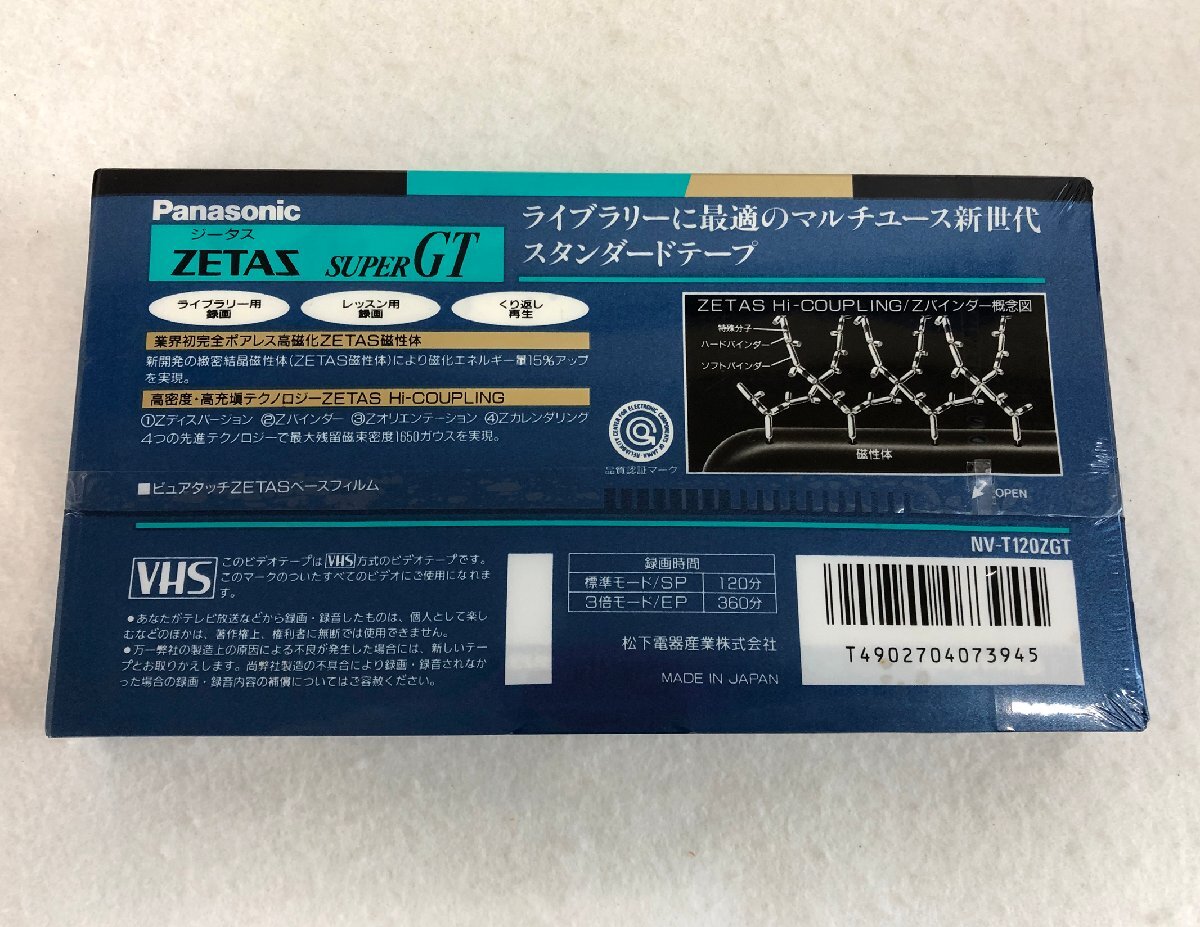 Panasonic
ジータス
ZETAS SUPER GT
ライブラリーに最適のマルチユース新世代
スタンダードテープ
ライブラリー用
録画
レッスン用
録画
くり返し
再生
業界初完全ポアレス高磁化ZETAS磁性体
新開発の緻密結晶磁性体(ZETAS磁性体)により磁化エネルギー量15%アップ
を実現。
高密度・高充填テクノロジーZETAS Hi-COUPLING
①Zディスパージョン ②Zバインダー ③Zオリエンテーション ④Zカレンダリング
4つの先進テクノロジーで最大残留磁束密度1650ガウスを実現。
■ピュアタッチZETASベースフィルム
RELIABILITY CENTER FOR ELECTRONIC COMPONENTS OF JAPAN
品質認証マーク
ZETAS Hi-COUPLING/Zバインダー概念図
特殊分子
ハードバインダー
ソフトバインダー
磁性体
OPEN
NV-T120ZGT
VHS
このビデオテープは VHS 方式のビデオテープです。
このマークのついたすべてのビデオにご使用になれま
す。
●あなたがテレビ放送などから録画・録音したものは、個人として楽し
むなどのほかは、著作権上、権利者に無断では使用できません。
●万一弊社の製造上の原因による不良が発生した場合には、新しいテー
プとお取りかえします。尚弊社製造の不具合により録画・録音されなか
った場合の録画・録音内容の補償についてはご容赦ください。
録画時間
標準モード/SP 120分
3倍モード/EP 360分
松下電器産業株式会社
MADE IN JAPAN
T4902704073945